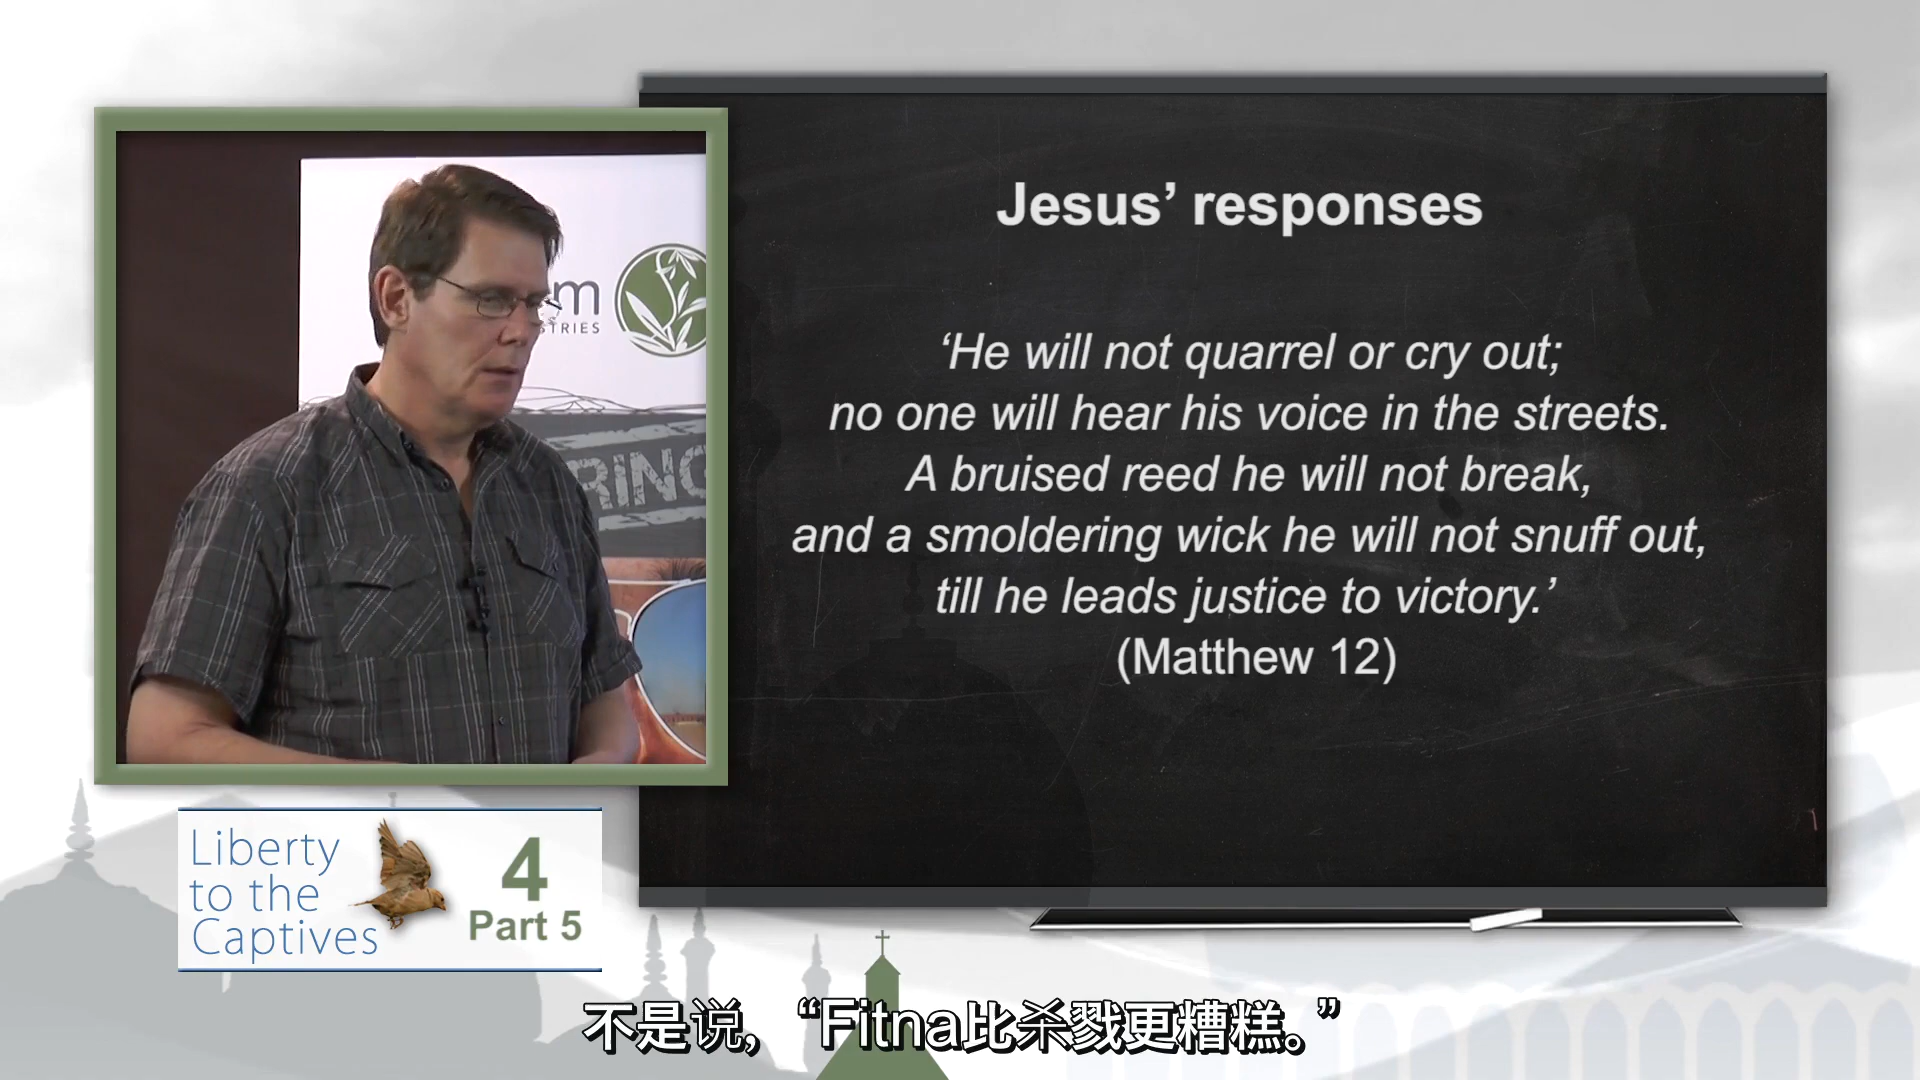 Jesus’ responses
‘He will not quarrel or cry out;
no one will hear his voice in the streets.
A bruised reed he will not break,
and a smoldering wick he will not snuff out,
till he leads justice to victory.’
(Matthew 12)
Liberty
to the
Captives
4
Part 5
不是说，“Fitna比杀戮更糟糕。”